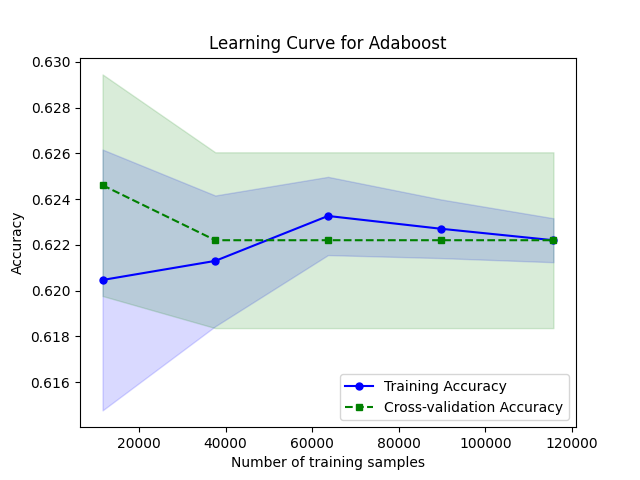 Learning Curve for Adaboost
0.630
0.628
0.626
0.624
0.622
0.620
0.618
0.616
Accuracy
Training Accuracy
Cross-validation Accuracy
20000 40000 60000 80000 100000 120000
Number of training samples